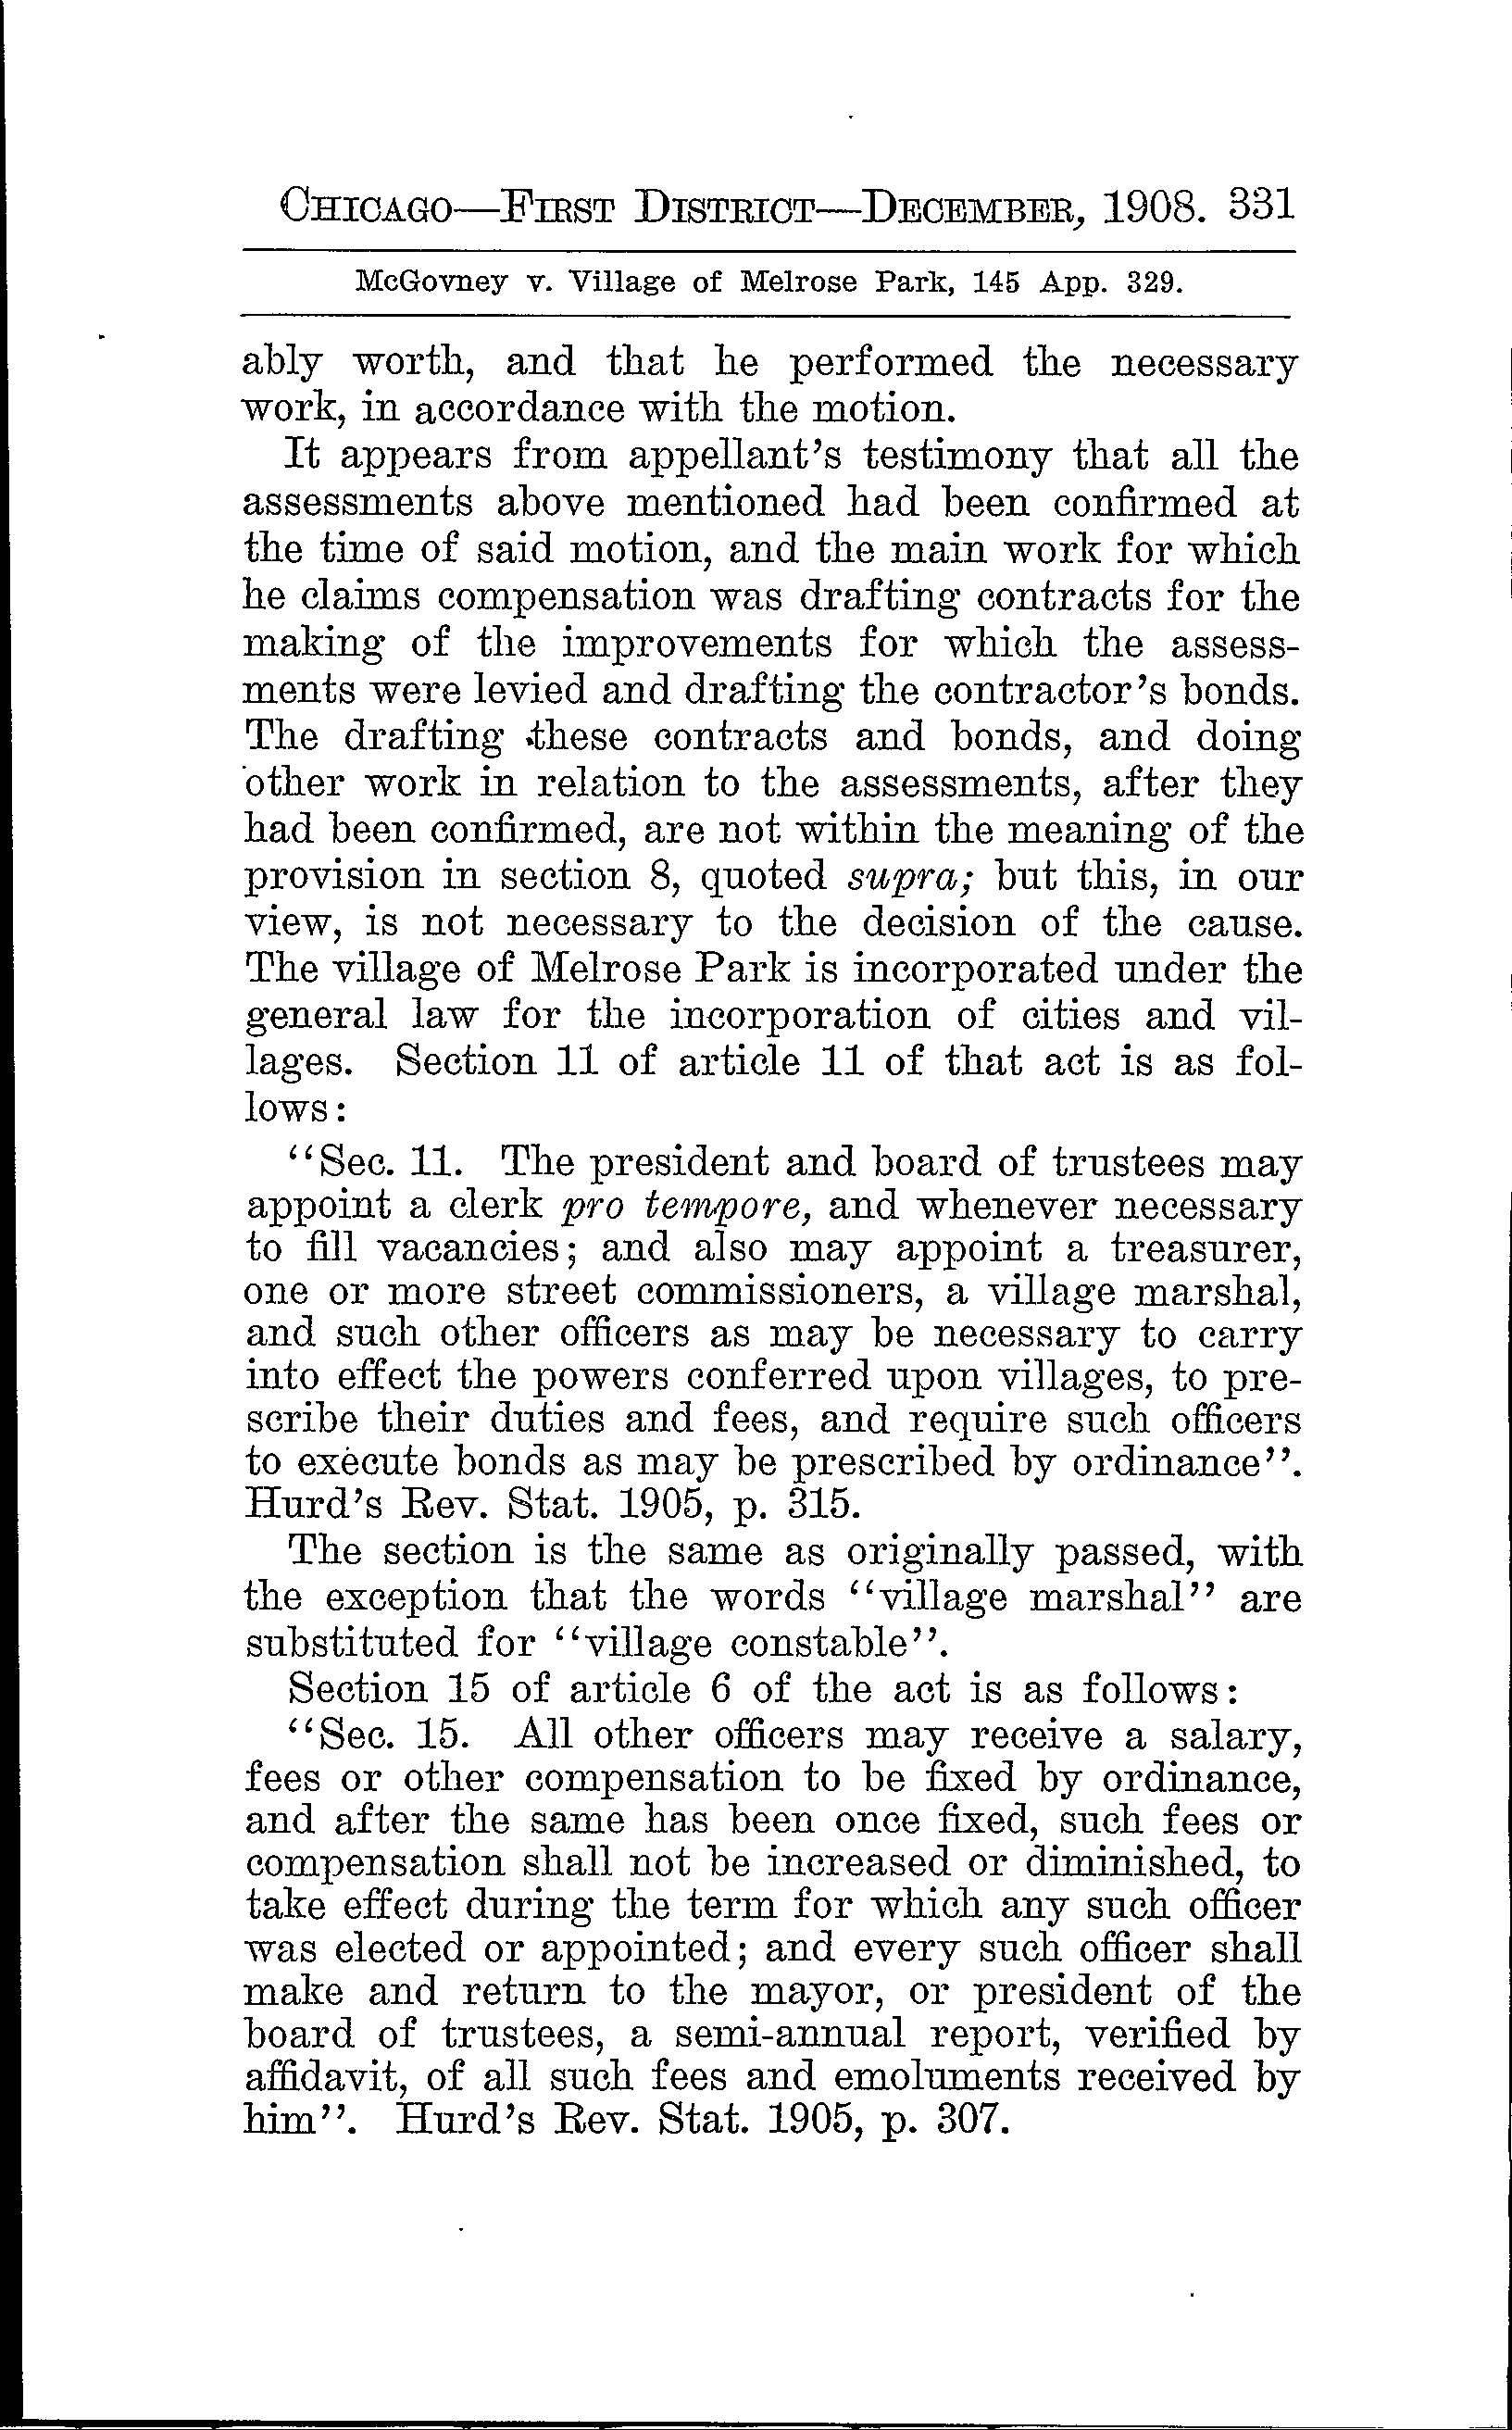 CHICAGO—FIRST DISTRICT—DECEMBER, 1908. 331
McGovney v. Village of Melrose Park, 145 App. 329.
ably worth, and that he performed the necessary
work, in accordance with the motion.
It appears from appellant's testimony that all the
assessments above mentioned had been confirmed at
the time of said motion, and the main work for which
he claims compensation was drafting contracts for the
making of the improvements for which the assess-
ments were levied and drafting the contractor's bonds.
The drafting these contracts and bonds, and doing
other work in relation to the assessments, after they
had been confirmed, are not within the meaning of the
provision in section 8, quoted supra; but this, in our
view, is not necessary to the decision of the cause.
The village of Melrose Park is incorporated under the
general law for the incorporation of cities and vil-
lages. Section 11 of article 11 of that act is as fol-
lows:
"Sec. 11. The president and board of trustees may
appoint a clerk pro tempore, and whenever necessary
to fill vacancies; and also may appoint a treasurer,
one or more street commissioners, a village marshal,
and such other officers as may be necessary to carry
into effect the powers conferred upon villages, to pre-
scribe their duties and fees, and require such officers
to execute bonds as may be prescribed by ordinance".
Hurd's Rev. Stat. 1905, p. 315.
The section is the same as originally passed, with
the exception that the words "village marshal" are
substituted for "village constable".
Section 15 of article 6 of the act is as follows:
"Sec. 15. All other officers may receive a salary,
fees or other compensation to be fixed by ordinance,
and after the same has been once fixed, such fees or
compensation shall not be increased or diminished, to
take effect during the term for which any such officer
was elected or appointed; and every such officer shall
make and return to the mayor, or president of the
board of trustees, a semi-annual report, verified by
affidavit, of all such fees and emoluments received by
him". Hurd's Rev. Stat. 1905, p. 307.